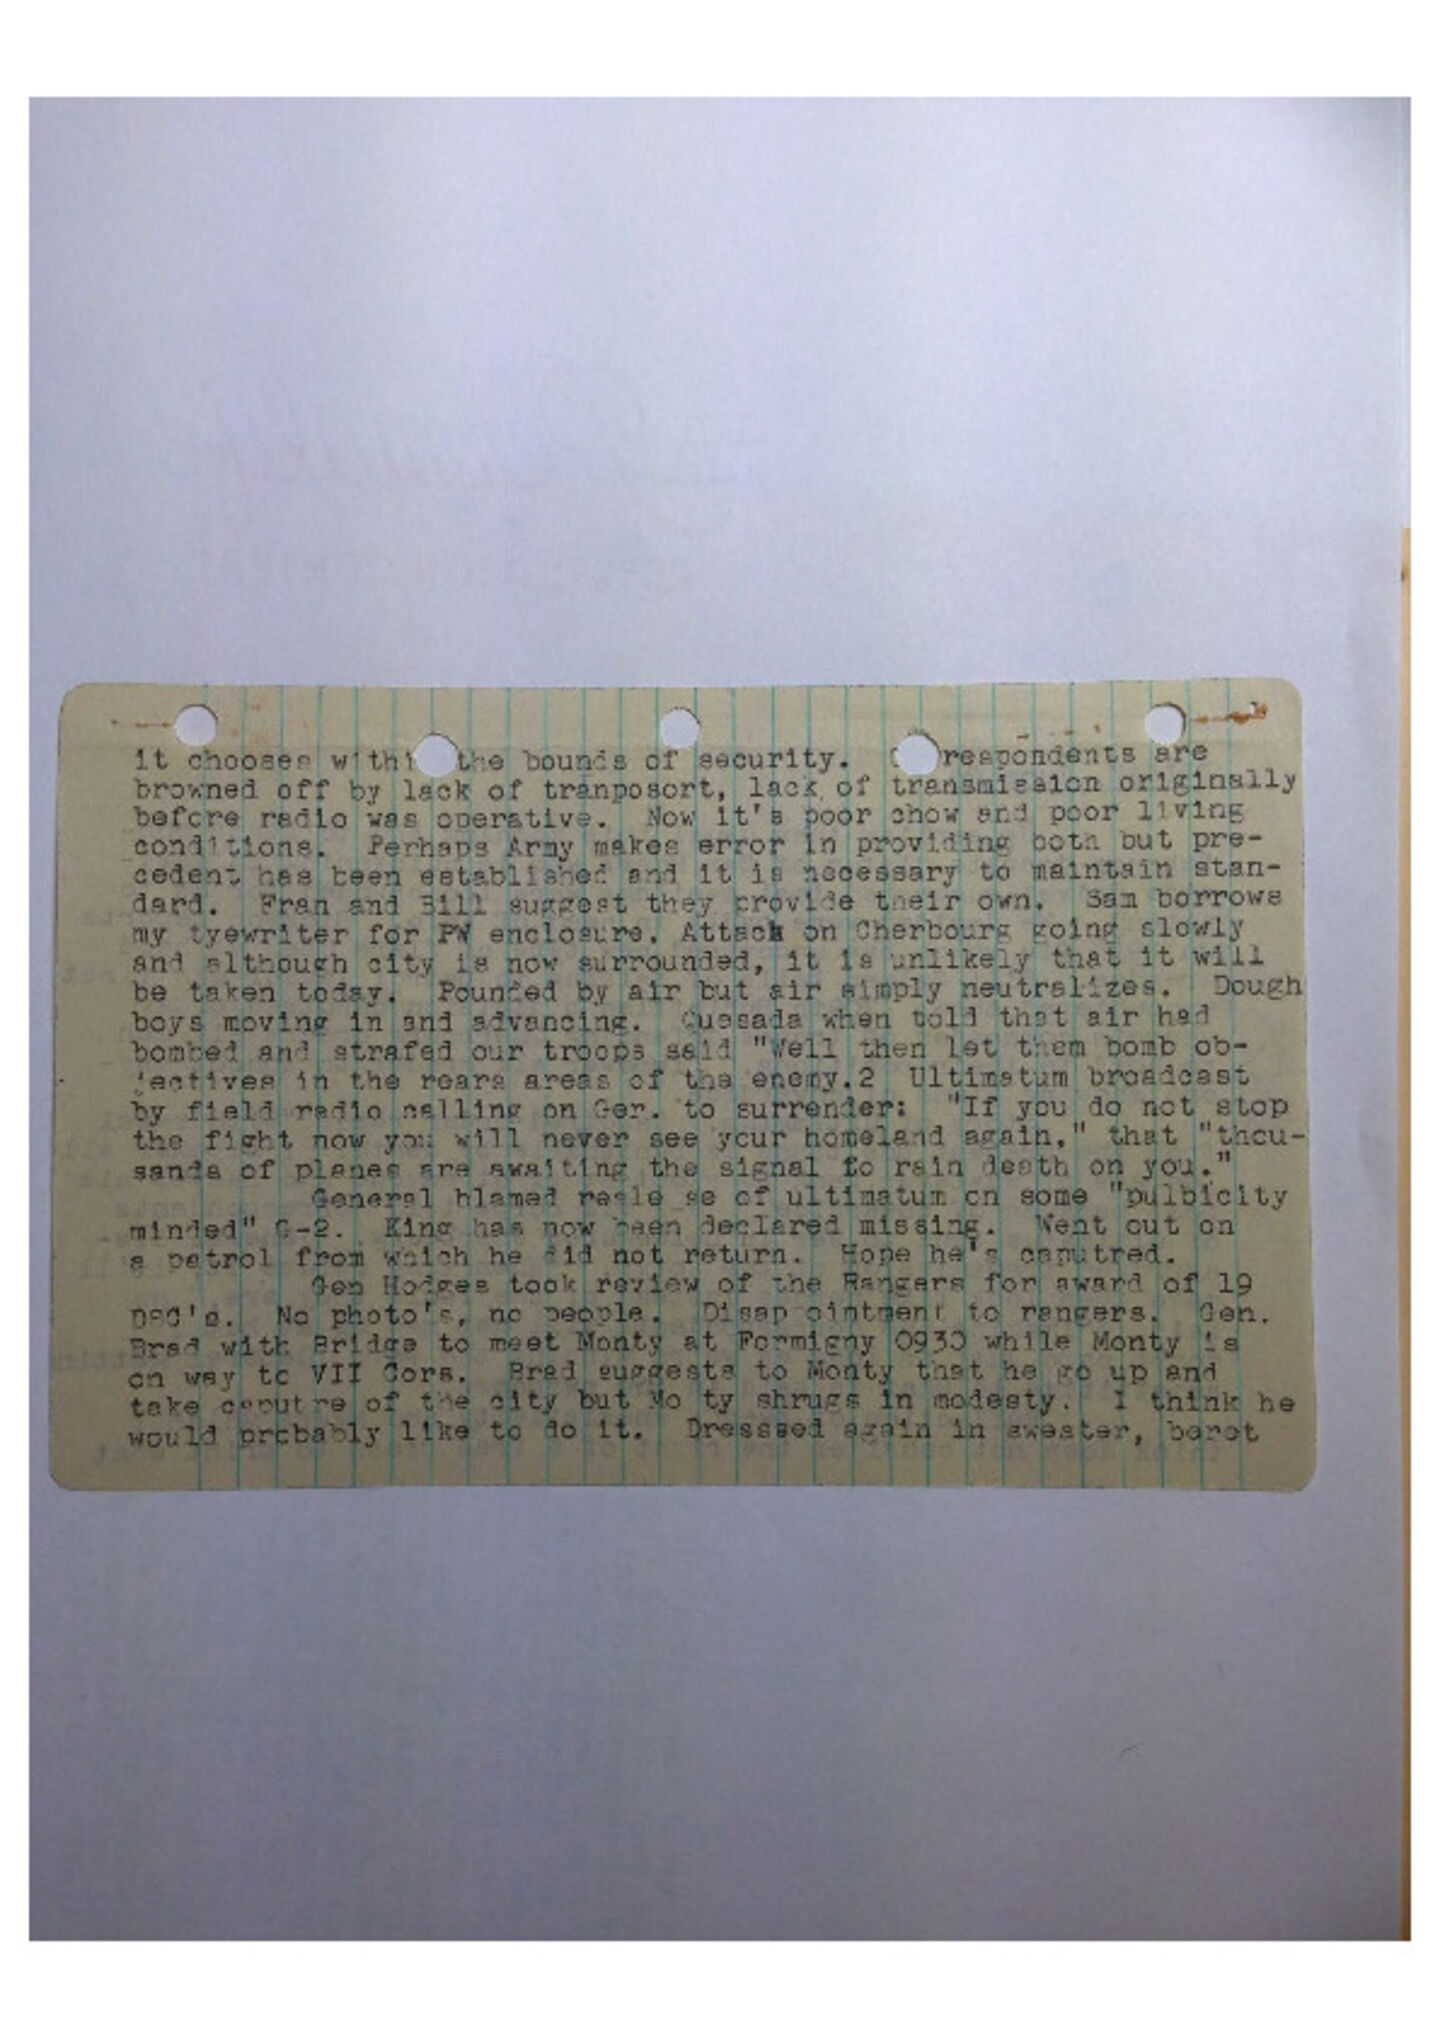 it chooses within the bounds of security. Correspondents are
browned off by lack of tranposort, lack of transmission originally
before radio was operative. Now it's poor chow and poor living
conditions. Perhaps Army makes error in providing both but pre-
cedent has been established and it is necessary to maintain stan-
dard. Fran and Bill suggest they provide their own. Sam borrows
my tyewriter for PW enclosure. Attack on Cherbourg going slowly
and although city is now surrounded, it is unlikely that it will
be taken today. Pounded by air but air simply neutralizes. Dough
boys moving in and advancing. Quesada when told that air had
bombed and strafed our troops said "Well then let them bomb ob-
jectives in the rears areas of the enemy.2 Ultimatum broadcast
by field radio calling on Ger. to surrender: "If you do not stop
the fight now you will never see your homeland again," that "thou-
sands of planes are awaiting the signal to rain death on you."
General blamed reale se of ultimatum on some "pulbicity
minded" G-2. King has now been declared missing. Went out on
a patrol from which he did not return. Hope he's caputred.
Gen Hodges took review of the Rangers for award of 19
DSC's. No photo's, no people. Disap ointment to rangers. Gen.
Brad with Bridge to meet Monty at Formigny 0930 while Monty is
on way to VII Cors. Brad suggests to Monty that he go up and
take caputre of the city but Mo ty shrugs in modesty. I think he
would probably like to do it. Dresssed again in sweater, beret